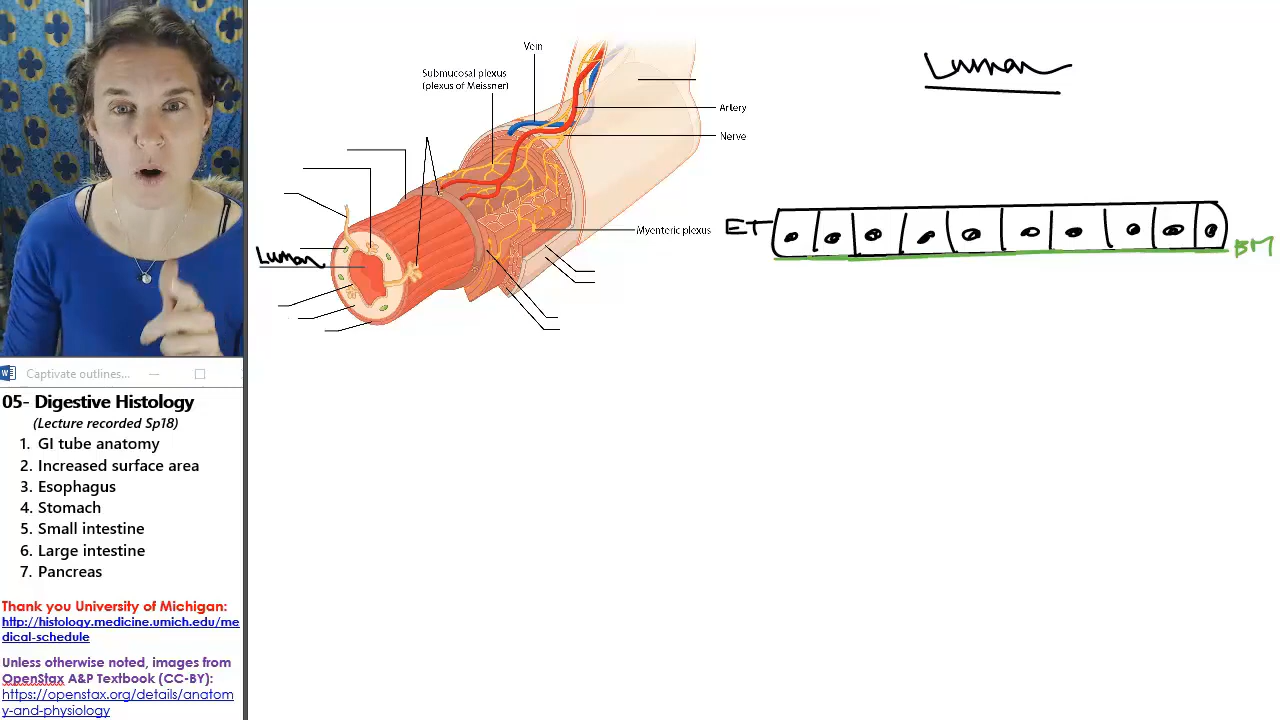 Vein
Submucosal plexus
(plexus of Meissner)
Artery
Nerve
Myenteric plexus
Lumen
Lumen
ET
BM
Captivate outlines...
05- Digestive Histology
(Lecture recorded Sp18)
1. GI tube anatomy
2. Increased surface area
3. Esophagus
4. Stomach
5. Small intestine
6. Large intestine
7. Pancreas
Thank you University of Michigan:
http://histology.medicine.umich.edu/me
dical-schedule
Unless otherwise noted, images from
OpenStax A&P Textbook (CC-BY):
https://openstax.org/details/anatom
y-and-physiology